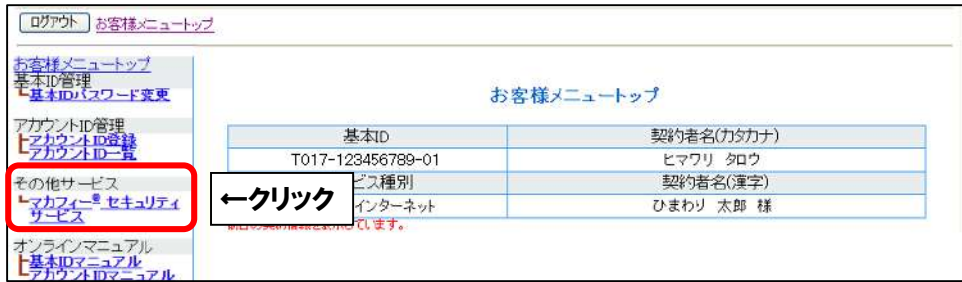 ログアウト お客様メニュートップ
お客様メニュートップ
基本ID管理
基本IDパスワード変更
アカウントID管理
アカウントID登録
アカウントID一覧
その他サービス
マカフィー®セキュリティ
サービス
オンラインマニュアル
基本IDマニュアル
アカウントIDマニュアル
お客様メニュートップ
基本ID 契約者名(カタカナ)
T017-123456789-01 ヒマワリ タロウ
ビス種別 契約者名(漢字)
←クリック
インターネット ひまわり 太郎 様
しています。